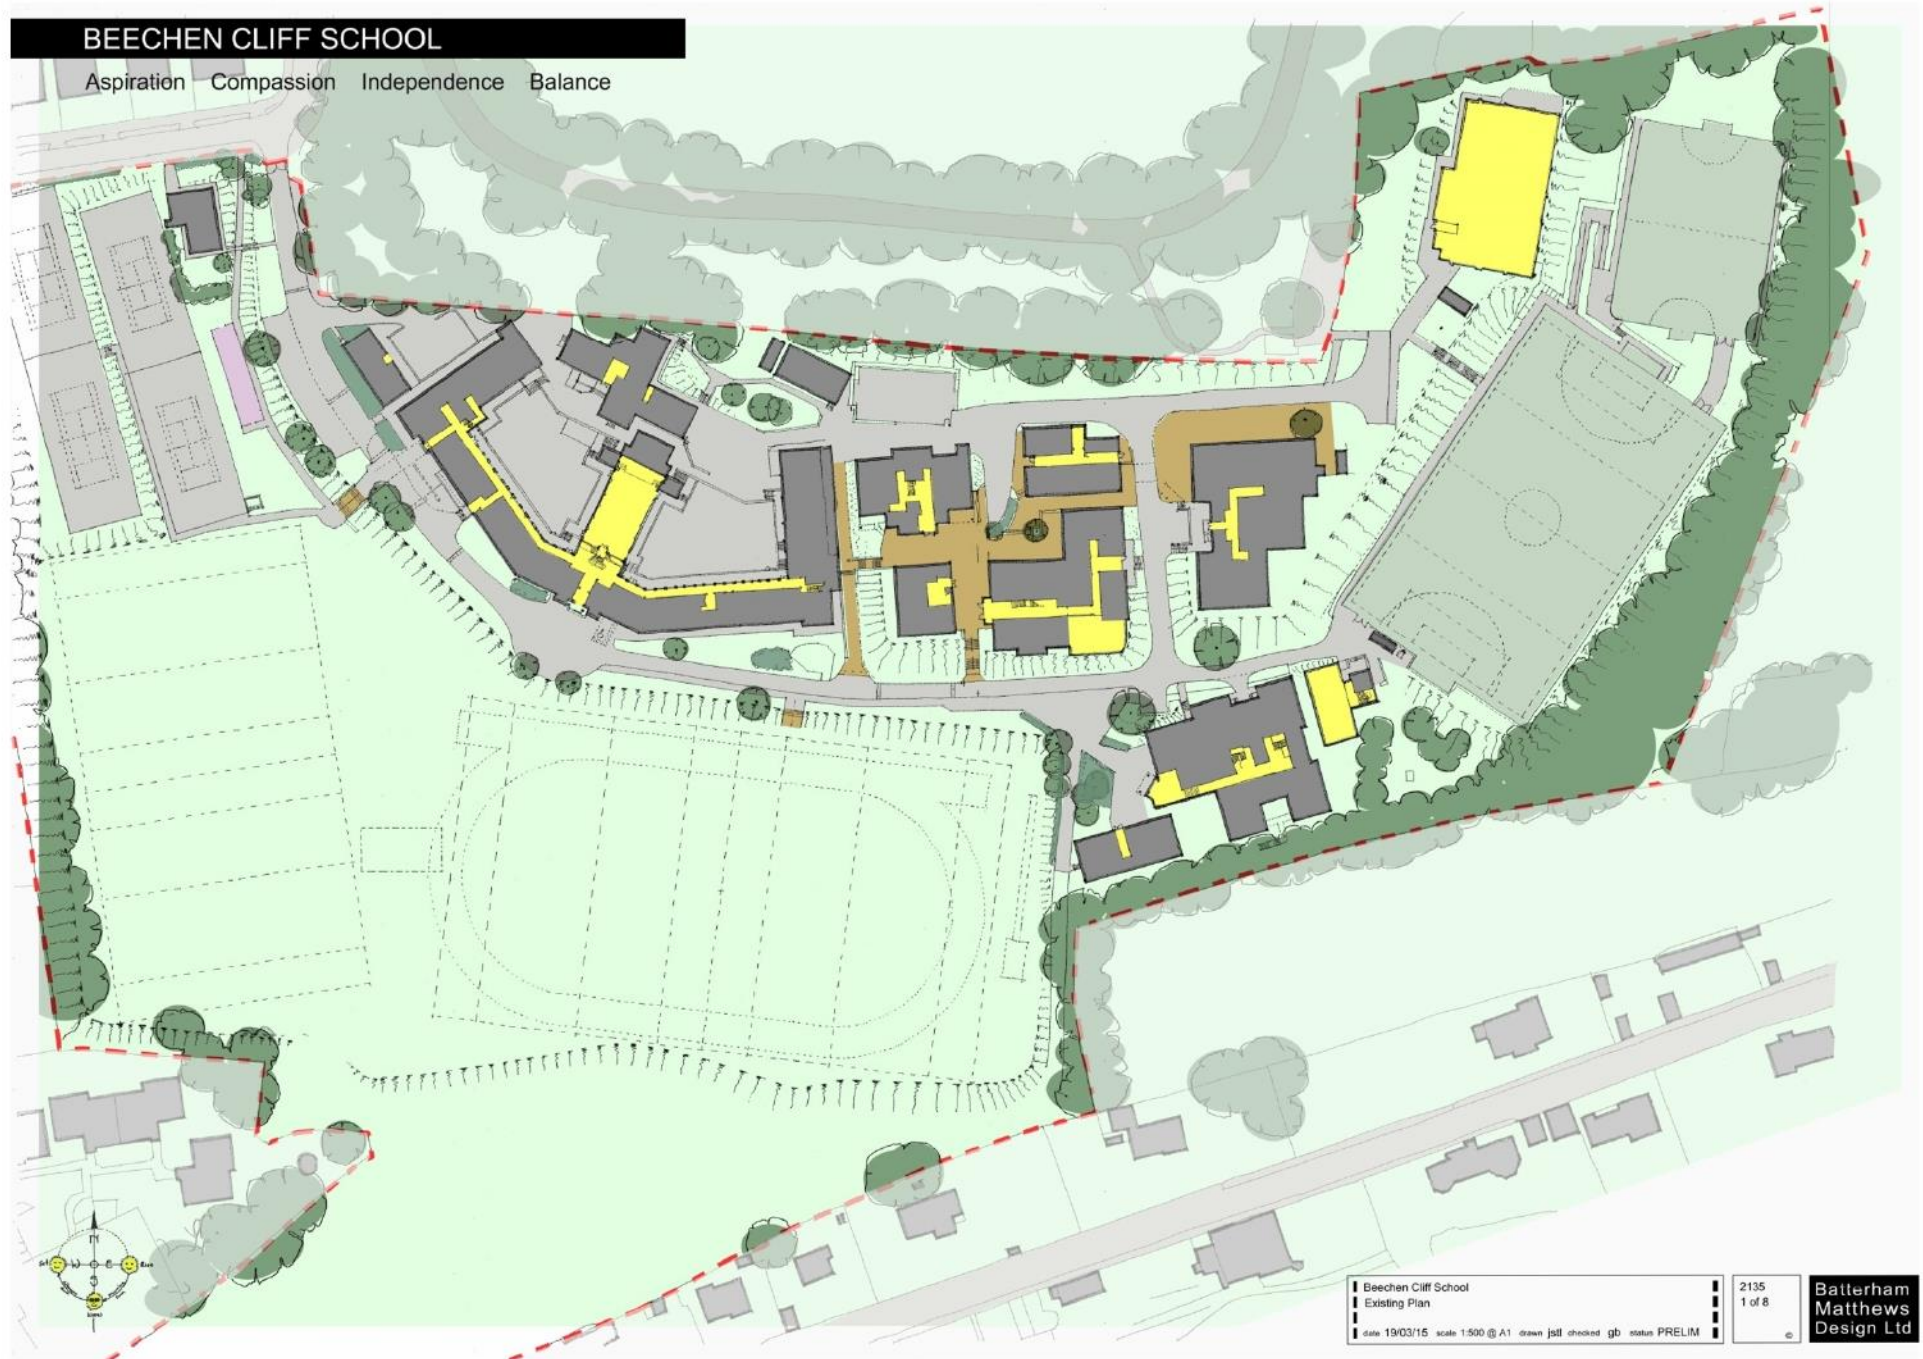 BEECHEN CLIFF SCHOOL
Aspiration Compassion Independence Balance
N
W E
S
Beechen Cliff School
Existing Plan
date 19/03/15 scale 1:500 @ A1 drawn jstl checked gb status PRELIM
2135
1 of 8
©
Batterham
Matthews
Design Ltd